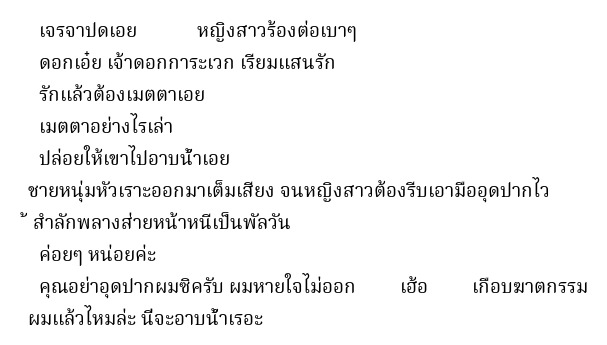 เจรจาปดเอย หญิงสาวร้องต่อเบาๆ
ดอกเอ๋ย เจ้าดอกการะเวก เรียมแสนรัก
รักแล้วต้องเมตตาเอย
เมตตาอย่างไรเล่า
ปล่อยให้เขาไปอาบน้ำเอย
ชายหนุ่มหัวเราะออกมาเต็มเสียง จนหญิงสาวต้องรีบเอามืออุดปากไว
้ สำลักพลางส่ายหน้าหนีเป็นพัลวัน
ค่อยๆ หน่อยค่ะ
คุณอย่าอุดปากผมซิครับ ผมหายใจไม่ออก เฮ้อ เกือบฆาตกรรม
ผมแล้วไหมล่ะ นี่จะอาบน้ำเรอะ